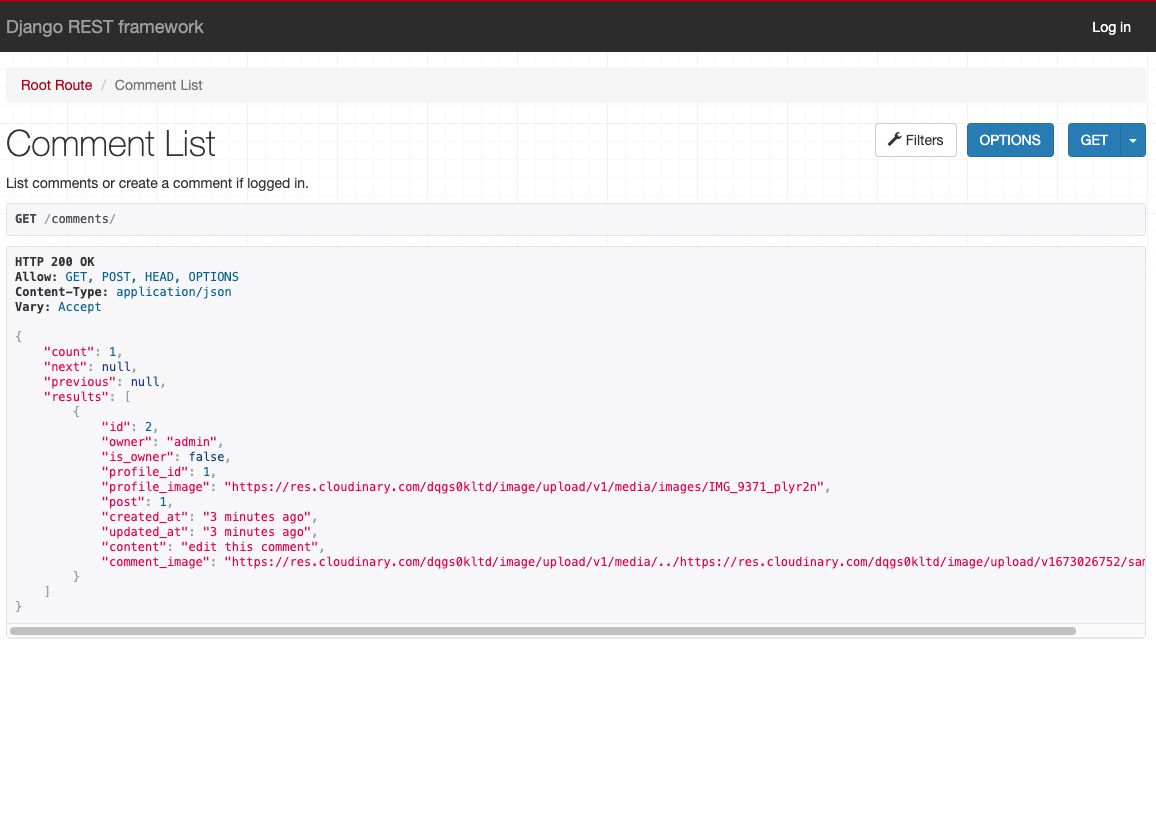 Django REST framework
Log in
Root Route / Comment List
Comment List
Filters
OPTIONS
GET
List comments or create a comment if logged in.
GET /comments/
HTTP 200 OK
Allow: GET, POST, HEAD, OPTIONS
Content-Type: application/json
Vary: Accept
{
    "count": 1,
    "next": null,
    "previous": null,
    "results": [
        {
            "id": 2,
            "owner": "admin",
            "is_owner": false,
            "profile_id": 1,
            "profile_image": "https://res.cloudinary.com/dqgs0kltd/image/upload/v1/media/images/IMG_9371_plyr2n",
            "post": 1,
            "created_at": "3 minutes ago",
            "updated_at": "3 minutes ago",
            "content": "edit this comment",
            "comment_image": "https://res.cloudinary.com/dqgs0kltd/image/upload/v1/media/../https://res.cloudinary.com/dqgs0kltd/image/upload/v1673026752/
        }
    ]
}